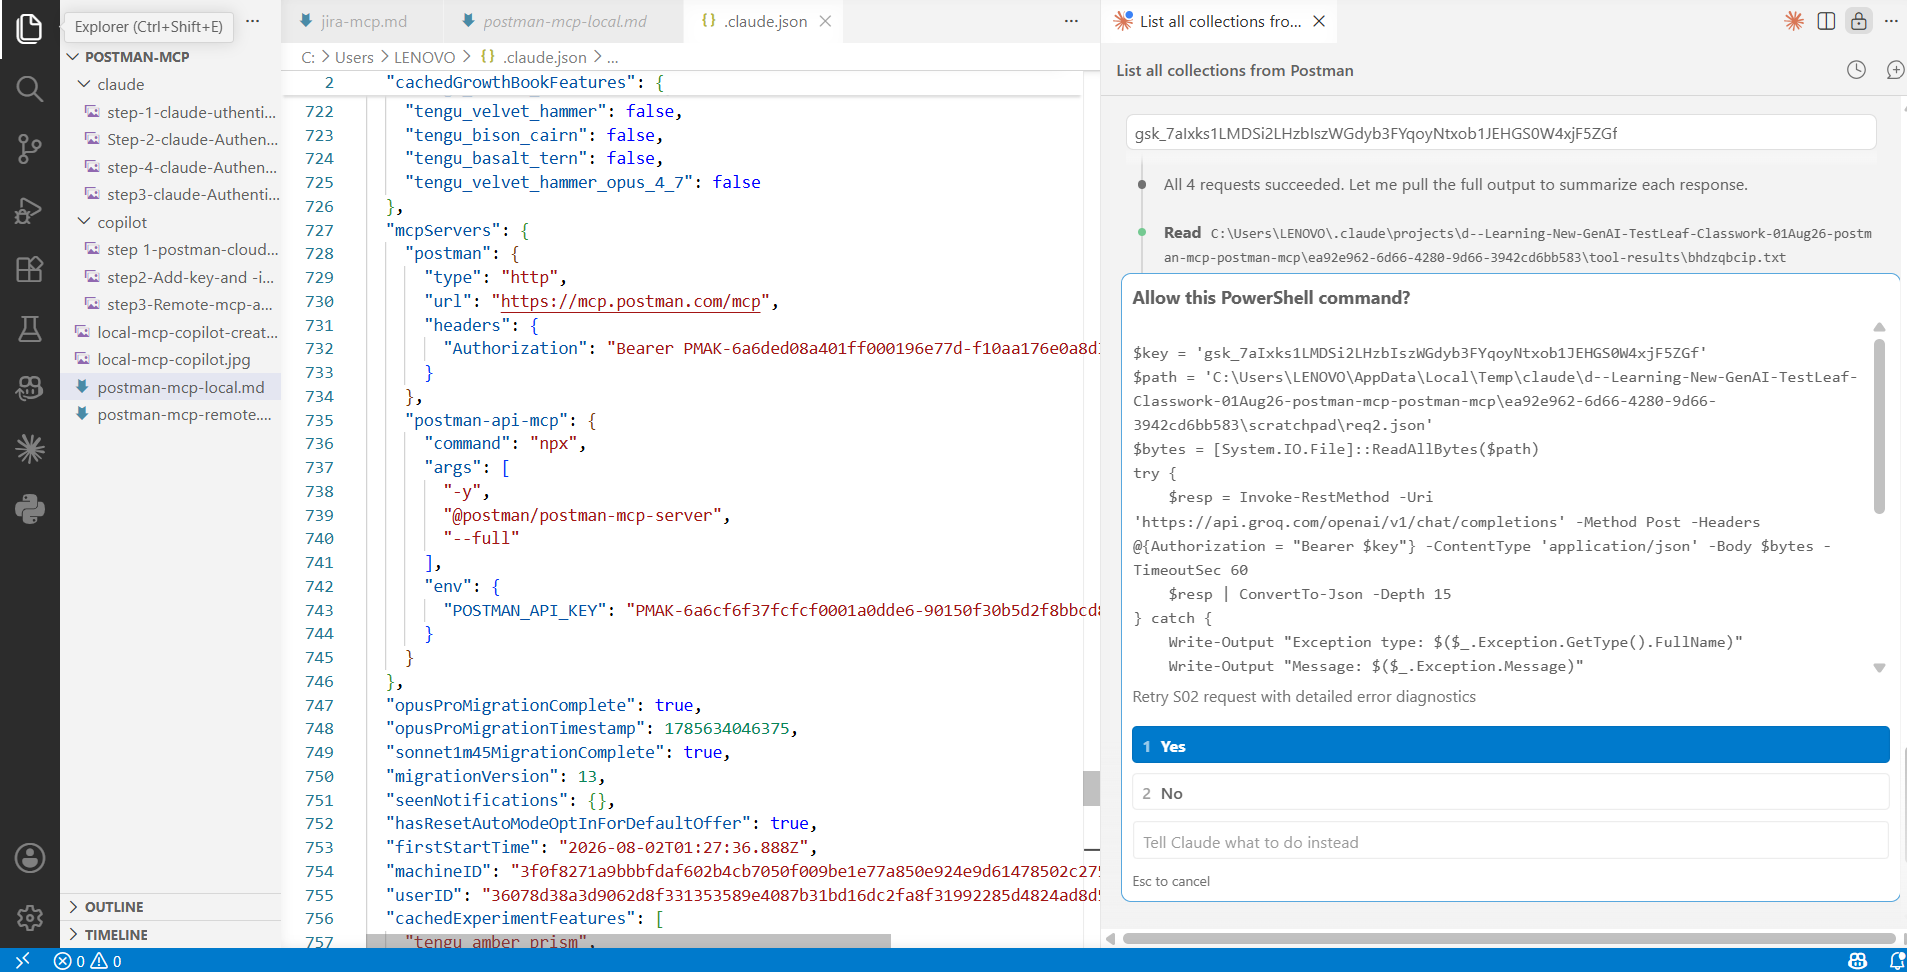 Explorer (Ctrl+Shift+E)
···
POSTMAN-MCP
claude
step-1-claude-uthenti...
Step-2-claude-Authen...
step-4-claude-Authen...
step3-claude-Authenti...
copilot
step 1-postman-cloud...
step2-Add-key-and -i...
step3-Remote-mcp-a...
local-mcp-copilot-creat...
local-mcp-copilot.jpg
postman-mcp-local.md
postman-mcp-remote....
OUTLINE
TIMELINE
jira-mcp.md
postman-mcp-local.md
{} .claude.json
···
C: > Users > LENOVO > {} .claude.json > ...
2 "cachedGrowthBookFeatures": {
722 "tengu_velvet_hammer": false,
723 "tengu_bison_cairn": false,
724 "tengu_basalt_tern": false,
725 "tengu_velvet_hammer_opus_4_7": false
726 },
727 "mcpServers": {
728 "postman": {
729 "type": "http",
730 "url": "https://mcp.postman.com/mcp",
731 "headers": {
732 "Authorization": "Bearer PMAK-6a6ded08a401ff000196e77d-f10aa176e0a8d
733 }
734 },
735 "postman-api-mcp": {
736 "command": "npx",
737 "args": [
738 "-y",
739 "@postman/postman-mcp-server",
740 "--full"
741 ],
742 "env": {
743 "POSTMAN_API_KEY": "PMAK-6a6cf6f37fcfcf0001a0dde6-90150f30b5d2f8bbcd
744 }
745 }
746 },
747 "opusProMigrationComplete": true,
748 "opusProMigrationTimestamp": 1785634046375,
749 "sonnet1m45MigrationComplete": true,
750 "migrationVersion": 13,
751 "seenNotifications": {},
752 "hasResetAutoModeOptInForDefaultOffer": true,
753 "firstStartTime": "2026-08-02T01:27:36.888Z",
754 "machineID": "3f0f8271a9bbbfdaf602b4cb7050f009be1e77a850e924e9d61478502c27
755 "userID": "36078d38a3d9062d8f331353589e4087b31bd16dc2fa8f31992285d4824ad8d
756 "cachedExperimentFeatures": [
757 "tengu_amber_prism",
List all collections fro...
···
List all collections from Postman
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
All 4 requests succeeded. Let me pull the full output to summarize each response.
Read C:\Users\LENOVO\.claude\projects\d--Learning-New-GenAI-TestLeaf-Classwork-01Aug26-postm
an-mcp-postman-mcp\ea92e962-6d66-4280-9d66-3942cd6bb583\tool-results\bhdzqbcip.txt
Allow this PowerShell command?
$key = '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'
$path = 'C:\Users\LENOVO\AppData\Local\Temp\claude\d--Learning-New-GenAI-TestLeaf-
Classwork-01Aug26-postman-mcp-postman-mcp\ea92e962-6d66-4280-9d66-
3942cd6bb583\scratchpad\req2.json'
$bytes = [System.IO.File]::ReadAllBytes($path)
try {
$resp = Invoke-RestMethod -Uri
'https://api.groq.com/openai/v1/chat/completions' -Method Post -Headers
@{Authorization = "Bearer $key"} -ContentType 'application/json' -Body $bytes -
TimeoutSec 60
$resp | ConvertTo-Json -Depth 15
} catch {
Write-Output "Exception type: $($_.Exception.GetType().FullName)"
Write-Output "Message: $($_.Exception.Message)"
Retry S02 request with detailed error diagnostics
1 Yes
2 No
Tell Claude what to do instead
Esc to cancel
0 0